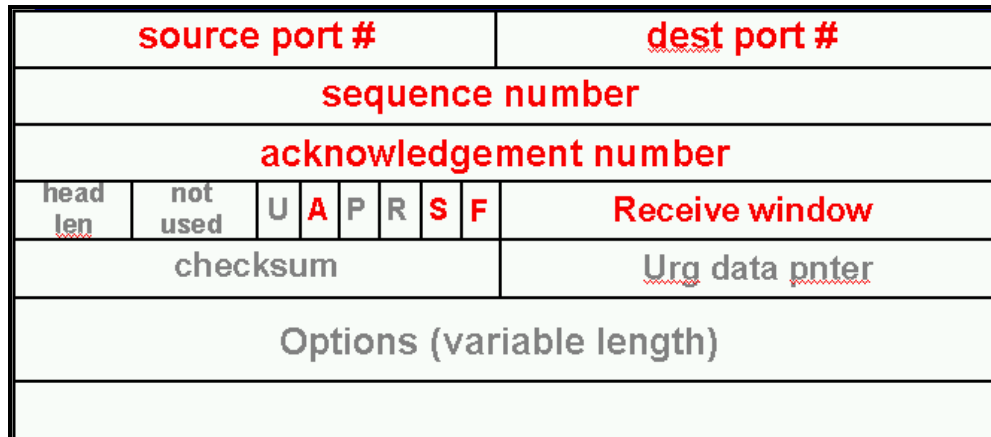 source port # dest port #
sequence number
acknowledgement number
head len not used U A P R S F Receive window
checksum Urg data pnter
Options (variable length)